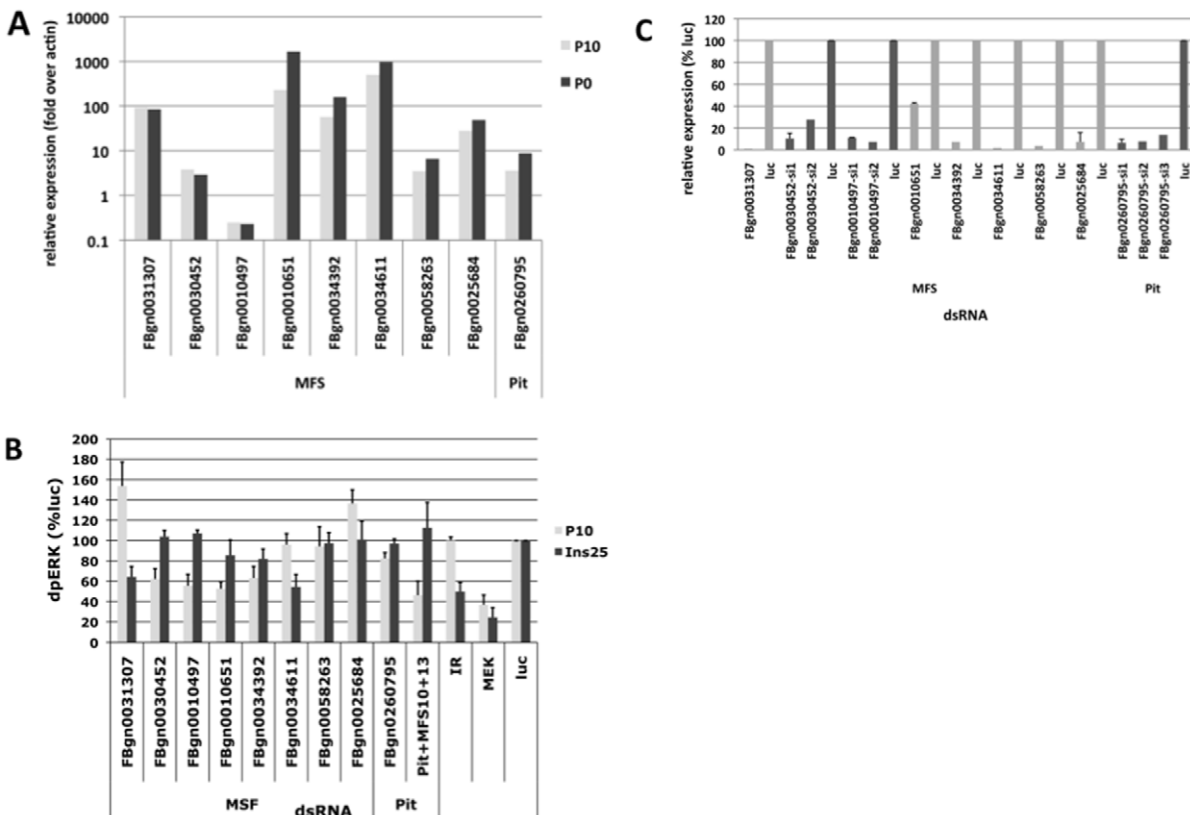 A
relative expression (fold over actin)
10000
1000
100
10
1
0.1
P10
P0
FBgn0031307
FBgn0030452
FBgn0010497
FBgn0010651
FBgn0034392
FBgn0034611
FBgn0058263
FBgn0025684
FBgn0260795
MFS
Pit
C
relative expression (% luc)
120
100
80
60
40
20
0
FBgn0031307
luc
FBgn0030452-si1
FBgn0030452-si2
luc
FBgn0010497-si1
FBgn0010497-si2
luc
FBgn0010651
luc
FBgn0034392
luc
FBgn0034611
luc
FBgn0058263
luc
FBgn0025684
luc
FBgn0260795-si1
FBgn0260795-si2
FBgn0260795-si3
luc
MFS
Pit
dsRNA
B
dpERK (%luc)
200
180
160
140
120
100
80
60
40
20
0
P10
Ins25
FBgn0031307
FBgn0030452
FBgn0010497
FBgn0010651
FBgn0034392
FBgn0034611
FBgn0058263
FBgn0025684
FBgn0260795
Pit+MFS10+13
IR
MEK
luc
MSF
dsRNA
Pit